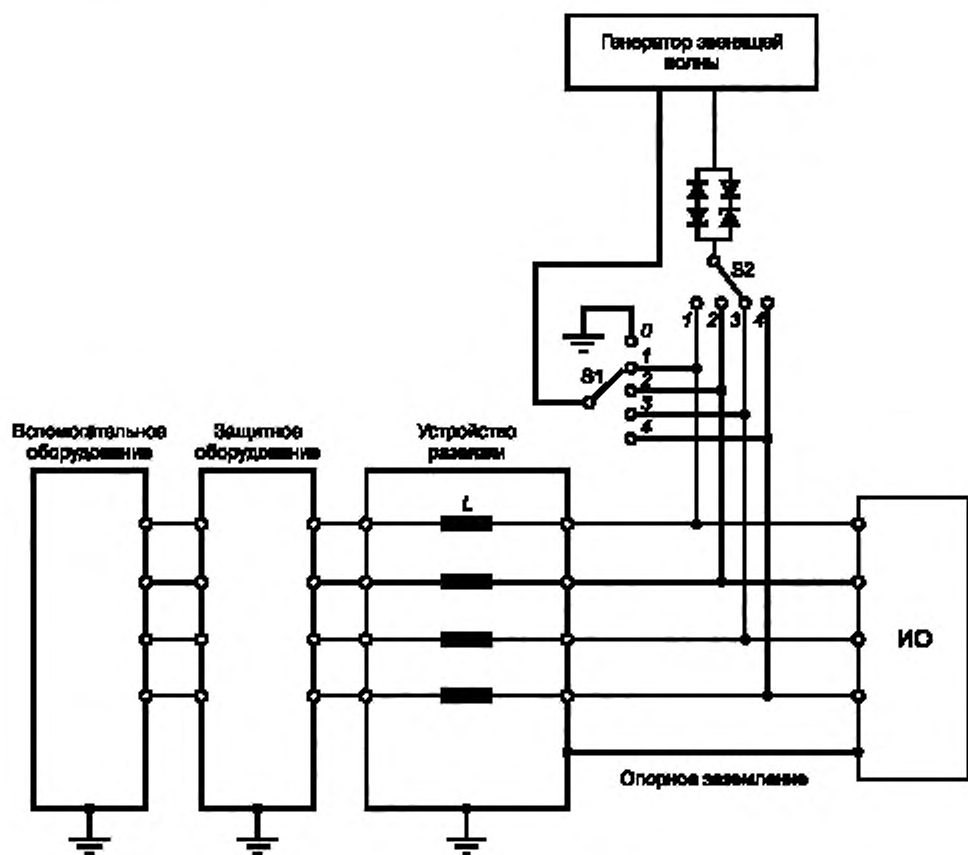 Генератор звенящей
волны
S2
1 2 3 4
0
1
S1
2
3
4
Вспомогательное
оборудование
Защитное
оборудование
Устройство
развязки
L
ИО
Опорное заземление